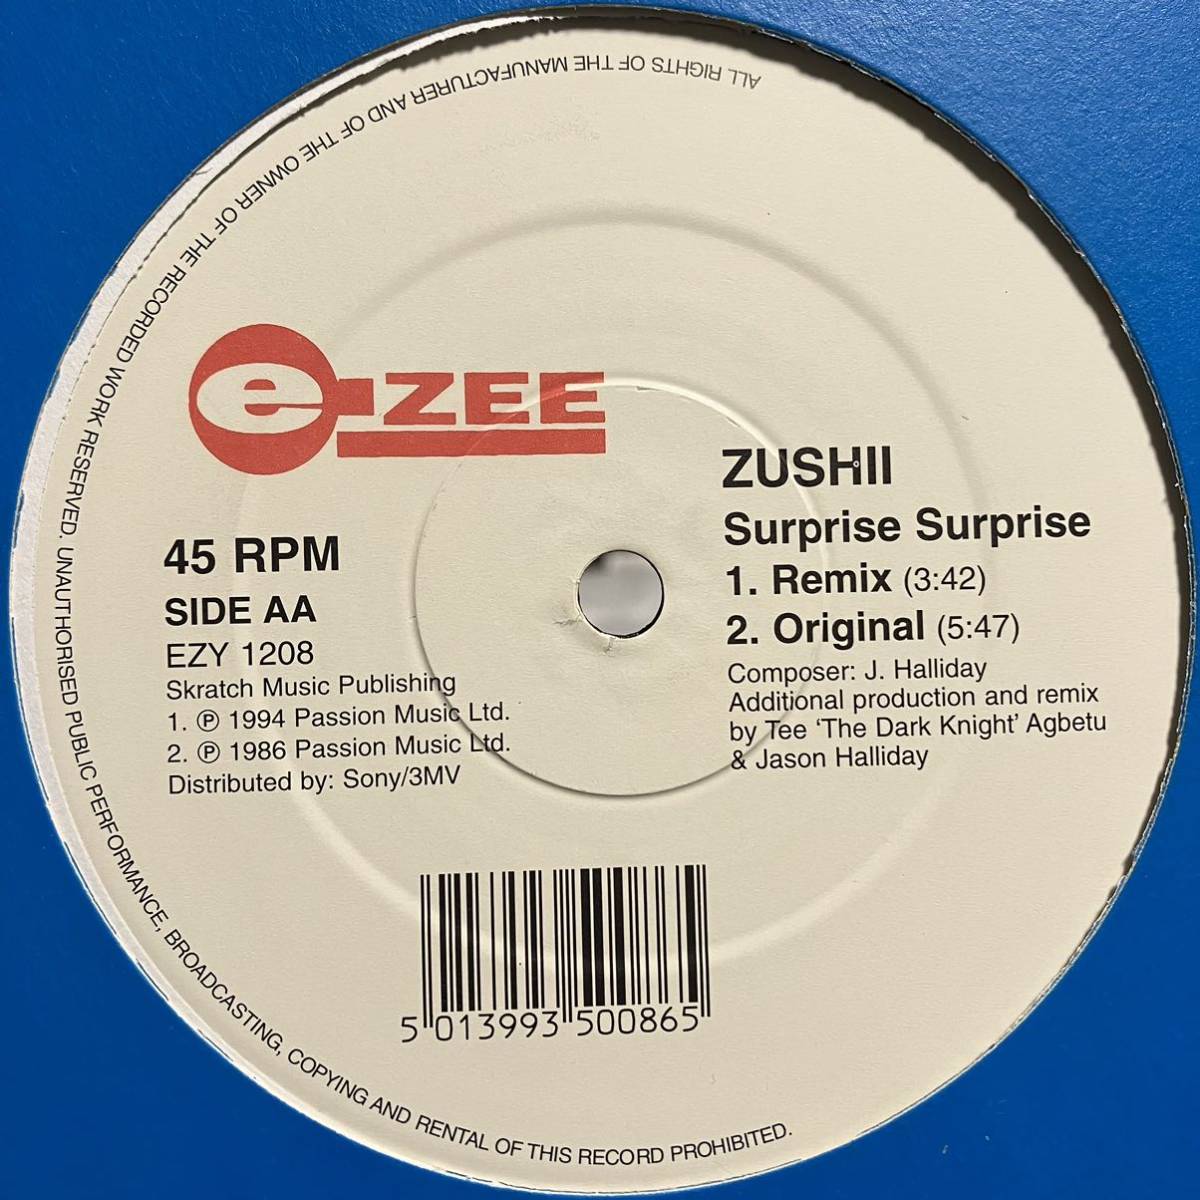 ALL RIGHTS OF THE MANUFACTURER AND OF THE OWNER OF THE RECORDED WORK RESERVED. UNAUTHORISED PUBLIC PERFORMANCE, BROADCASTING, COPYING AND RENTAL OF THIS RECORD PROHIBITED.
e-ZEE
45 RPM
SIDE AA
EZY 1208
Skratch Music Publishing
1. ℗ 1994 Passion Music Ltd.
2. ℗ 1986 Passion Music Ltd.
Distributed by: Sony/3MV
ZUSHII
Surprise Surprise
1. Remix (3:42)
2. Original (5:47)
Composer: J. Halliday
Additional production and remix
by Tee ‘The Dark Knight’ Agbetu
& Jason Halliday
5 013993 500865